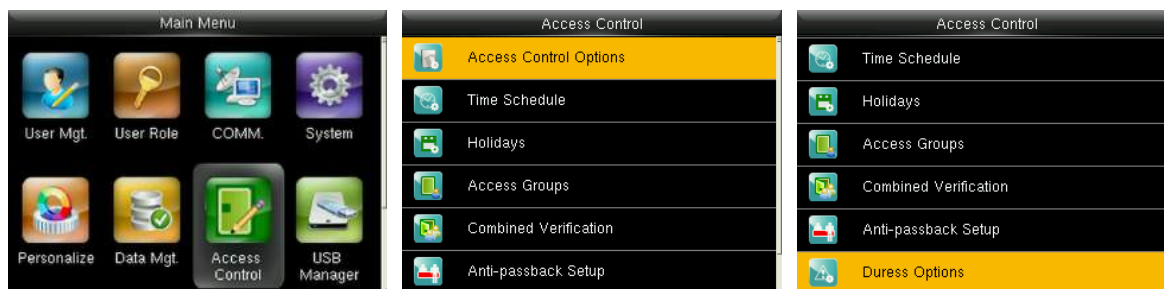 Main Menu
User Mgt.
User Role
COMM.
System
Personalize
Data Mgt.
Access
Control
USB
Manager
Access Control
Access Control Options
Time Schedule
Holidays
Access Groups
Combined Verification
Anti-passback Setup
Access Control
Time Schedule
Holidays
Access Groups
Combined Verification
Anti-passback Setup
Duress Options